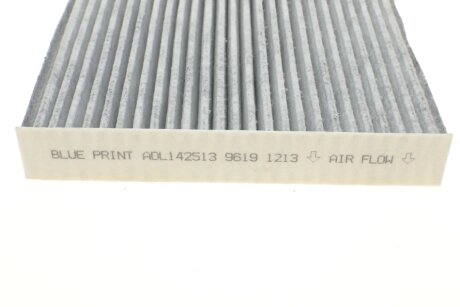 BLUE PRINT ADL142513 9619 1213 ⇩ AIR FLOW ⇩